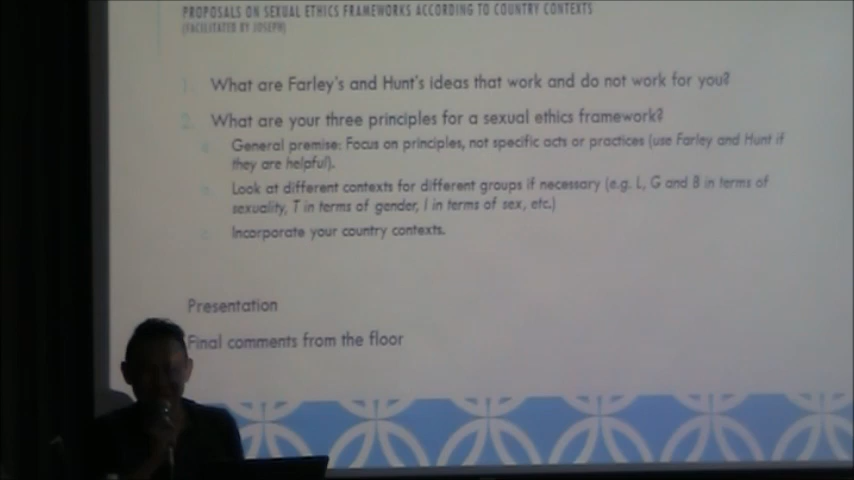 PROPOSALS ON SEXUAL ETHICS FRAMEWORKS ACCORDING TO COUNTRY CONTEXTS
(FACILITATED BY JOSEPH)
1. What are Farley's and Hunt's ideas that work and do not work for you?
2. What are your three principles for a sexual ethics framework?
General premise: Focus on principles, not specific acts or practices (use Farley and Hunt if
they are helpful).
Look at different contexts for different groups if necessary (e.g. L, G and B in terms of
sexuality, T in terms of gender, I in terms of sex, etc.)
Incorporate your country contexts.
Presentation
Final comments from the floor